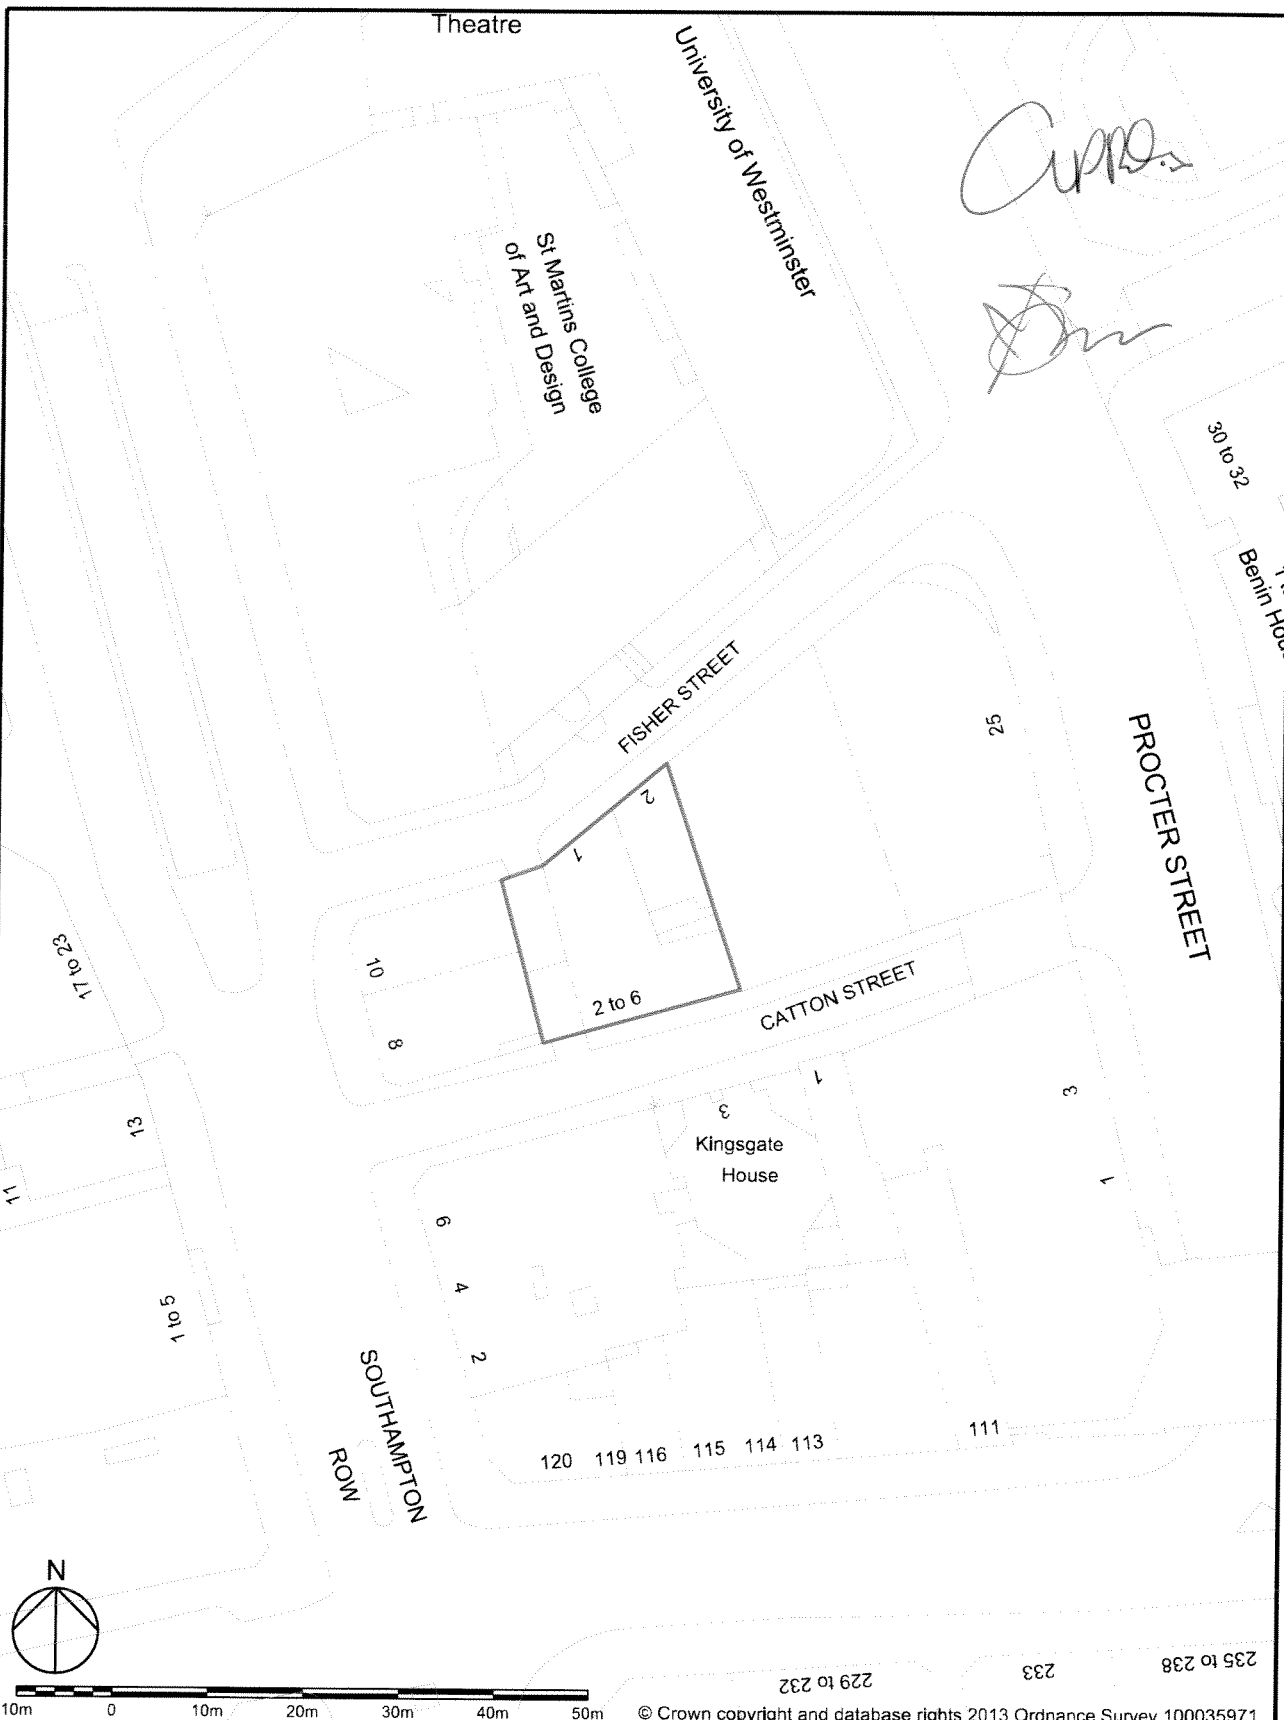 Theatre
University of Westminster
St Martins College
of Art and Design
30 to 32
Benin
FISHER STREET
25
2
PROCTER STREET
1
17 to 23
10
2 to 6
CATTON STREET
8
1
3
3
13
Kingsgate
House
1
11
6
4
1 to 5
2
SOUTHAMPTON
ROW
120 119 116 115 114 113 111
N
229 to 232 233 235 to 238
10m 0 10m 20m 30m 40m 50m
© Crown copyright and database rights 2013 Ordnance Survey 100035971